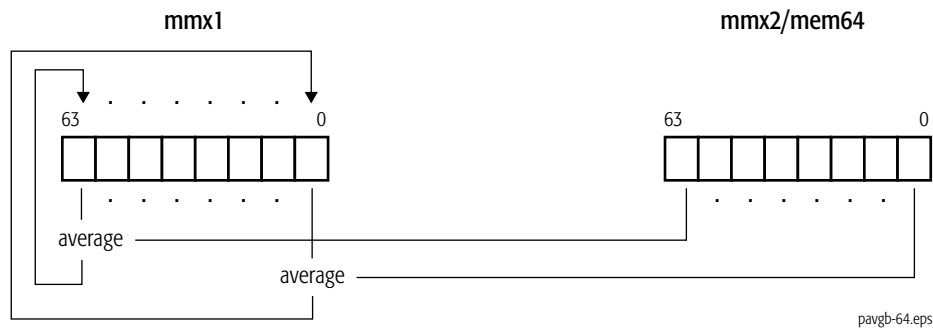 mmx1 mmx2/mem64
. . . . . .
63 0 63 0
. . . . . . . . . . . .
average
average
pavgb-64.eps